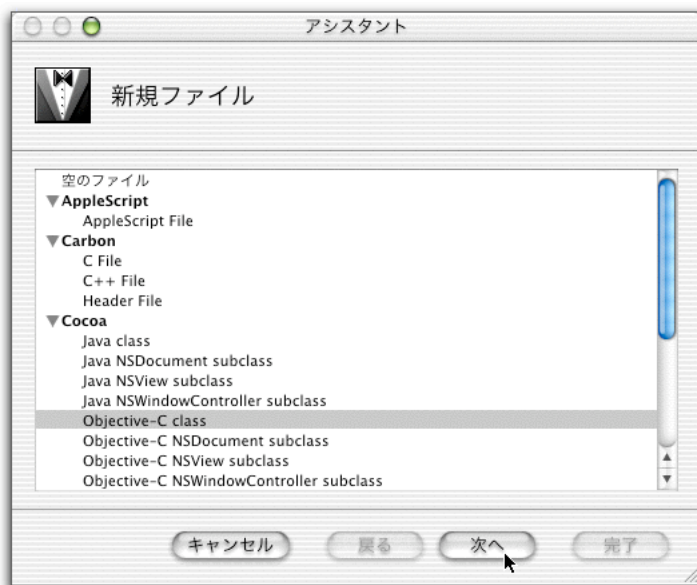 アシスタント
新規ファイル
空のファイル
AppleScript
AppleScript File
Carbon
C File
C++ File
Header File
Cocoa
Java class
Java NSDocument subclass
Java NSView subclass
Java NSWindowController subclass
Objective-C class
Objective-C NSDocument subclass
Objective-C NSView subclass
Objective-C NSWindowController subclass
キャンセル 戻る 次へ 完了